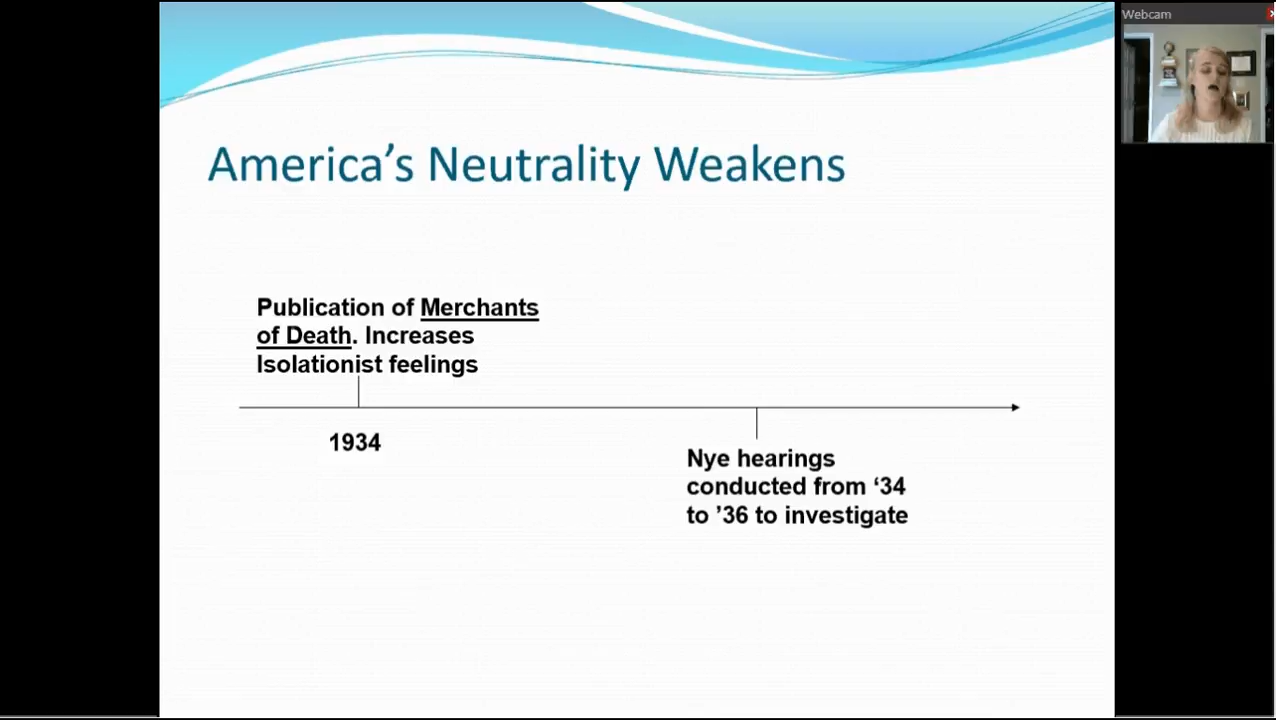 Webcam
America’s Neutrality Weakens
Publication of Merchants
of Death. Increases
Isolationist feelings
1934
Nye hearings
conducted from ‘34
to ’36 to investigate